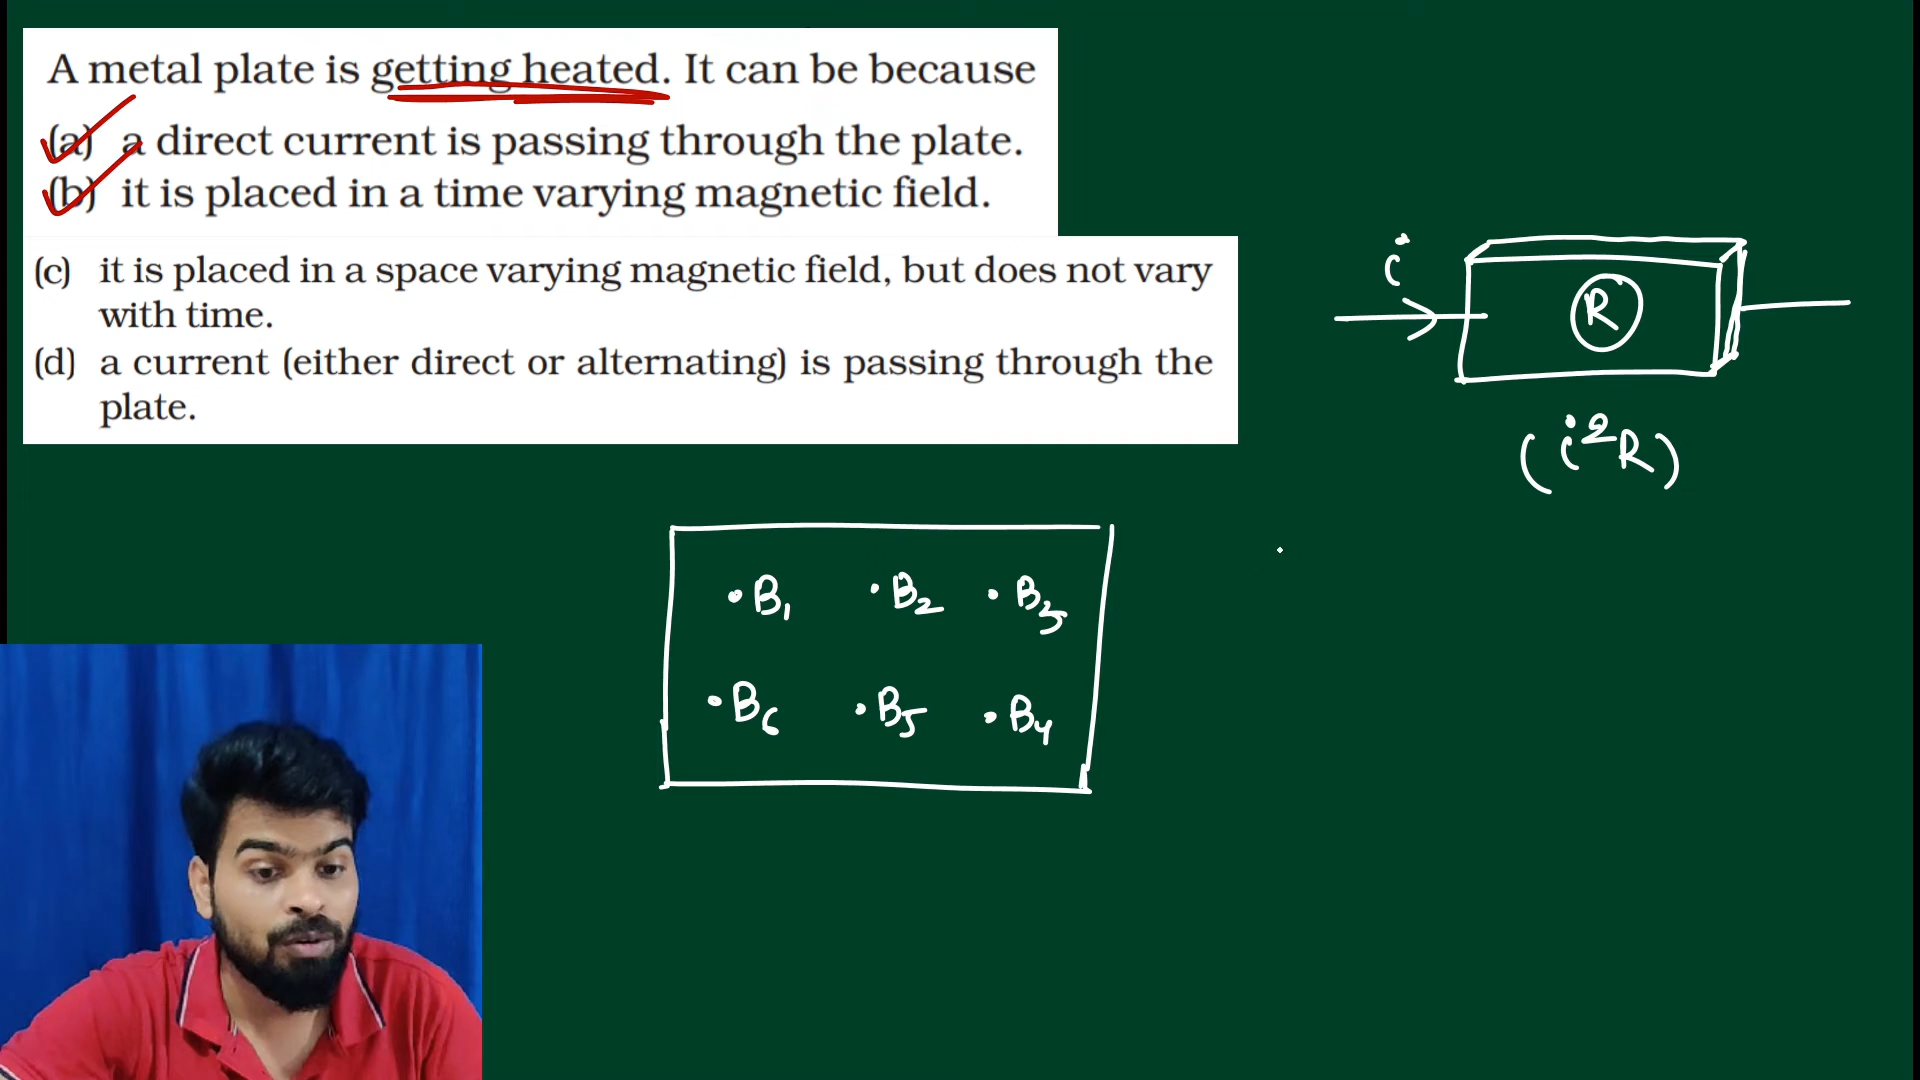 A metal plate is getting heated. It can be because
(a) a direct current is passing through the plate.
(b) it is placed in a time varying magnetic field.
(c) it is placed in a space varying magnetic field, but does not vary
with time.
(d) a current (either direct or alternating) is passing through the
plate.
i
R
(i²R)
•B₁ •B₂ •B₃
•B₆ •B₅ •B₄